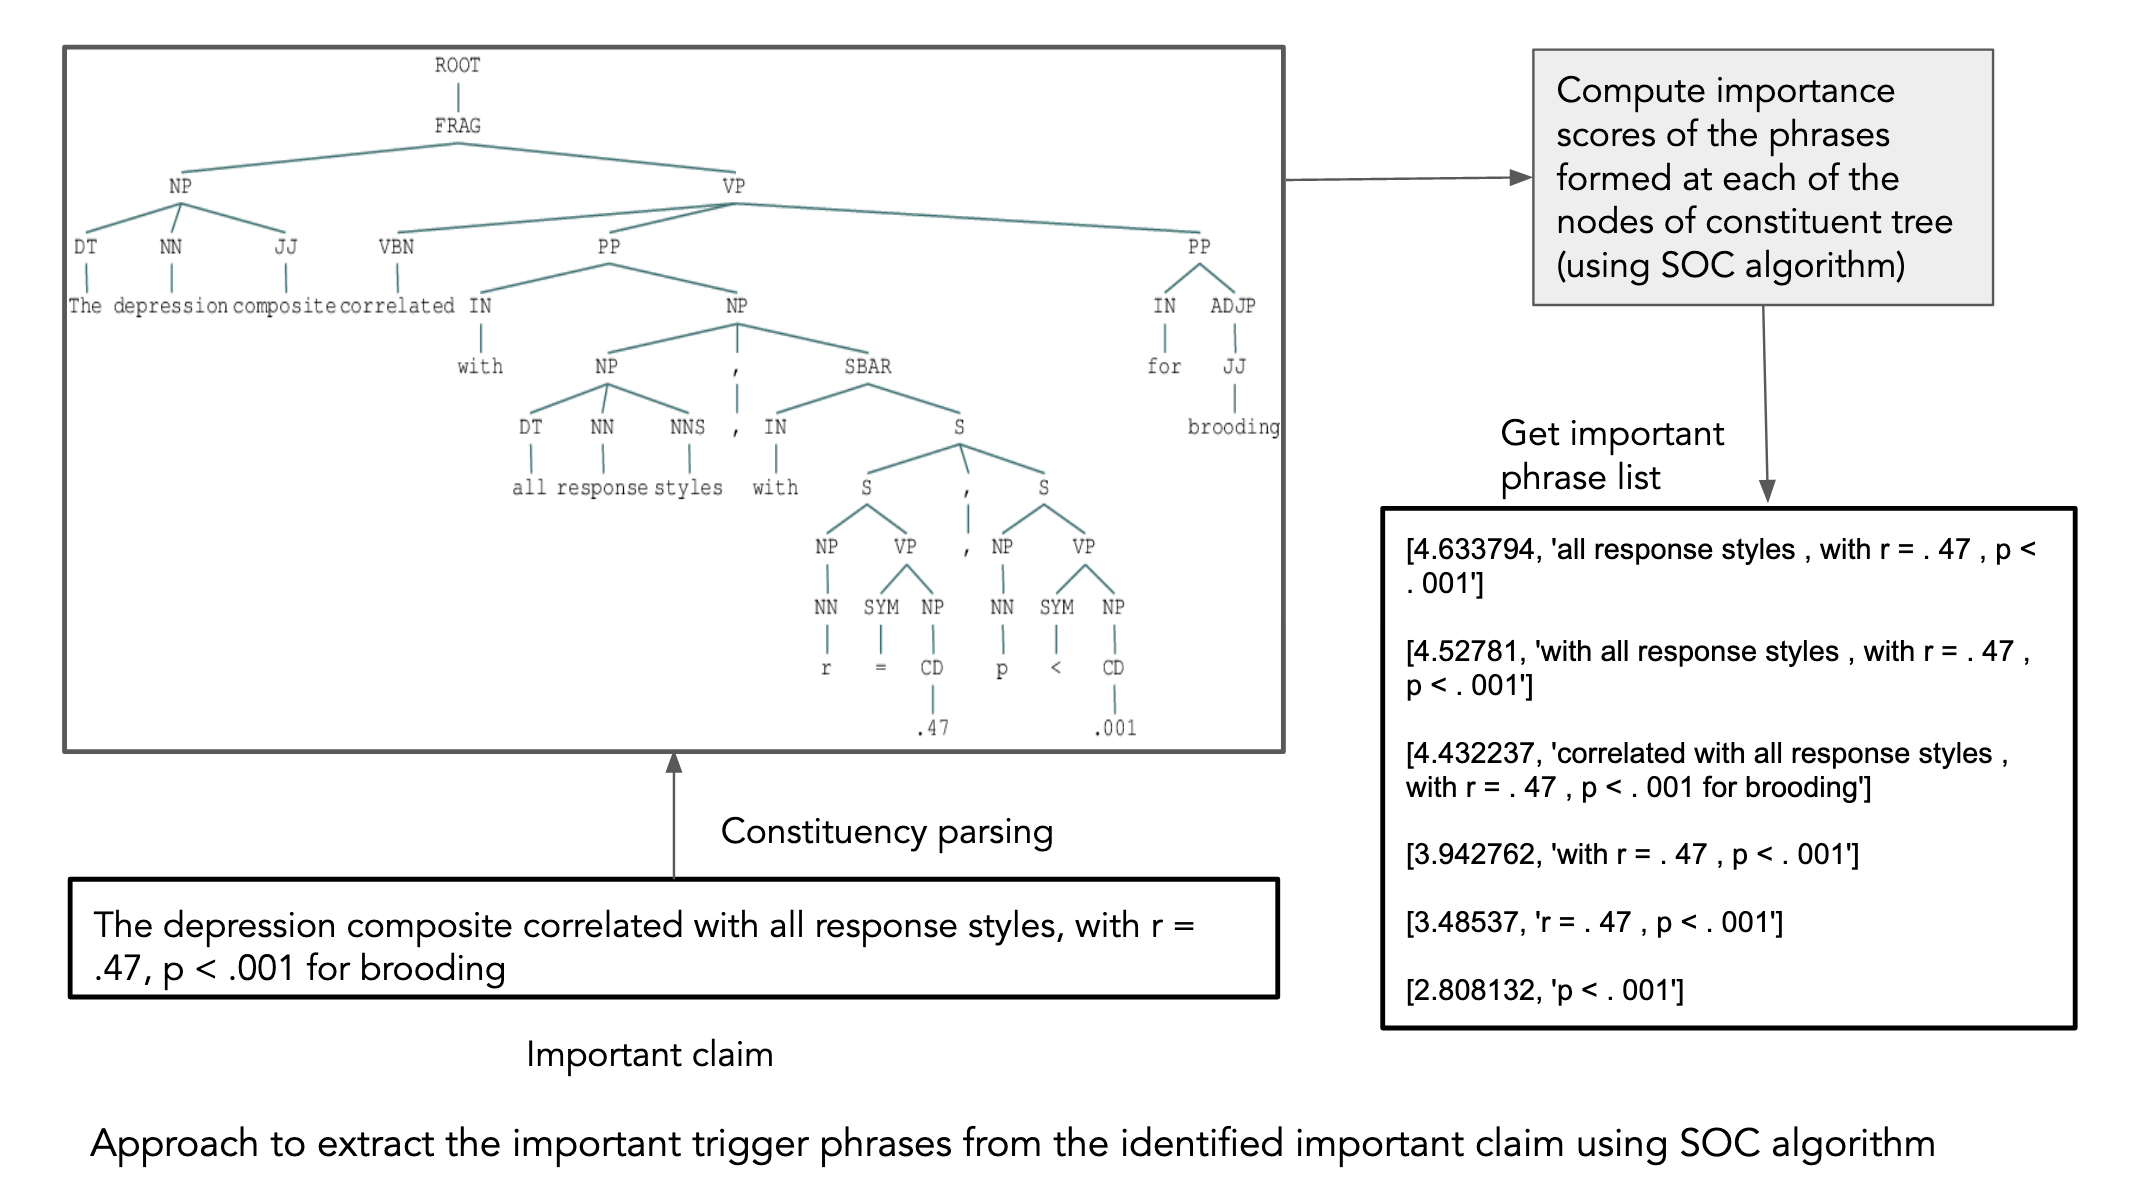 ROOT
FRAG
NP VP
DT NN JJ VBN PP PP
The depression composite correlated IN NP IN ADJP
with NP , SBAR for JJ
DT NN NNS , IN S brooding
all response styles with S , S
NP VP , NP VP
NN SYM NP NN SYM NP
r = CD p < CD
.47 .001
Constituency parsing
The depression composite correlated with all response styles, with r =
.47, p < .001 for brooding
Important claim
Compute importance
scores of the phrases
formed at each of the
nodes of constituent tree
(using SOC algorithm)
Get important
phrase list
[4.633794, 'all response styles , with r = . 47 , p <
. 001']
[4.52781, 'with all response styles , with r = . 47 ,
p < . 001']
[4.432237, 'correlated with all response styles ,
with r = . 47 , p < . 001 for brooding']
[3.942762, 'with r = . 47 , p < . 001']
[3.48537, 'r = . 47 , p < . 001']
[2.808132, 'p < . 001']
Approach to extract the important trigger phrases from the identified important claim using SOC algorithm